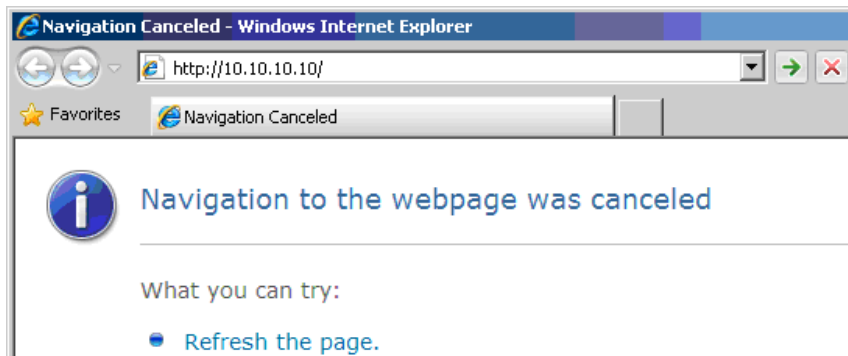 Navigation Canceled - Windows Internet Explorer
http://10.10.10.10/
Favorites
Navigation Canceled
Navigation to the webpage was canceled
What you can try:
Refresh the page.